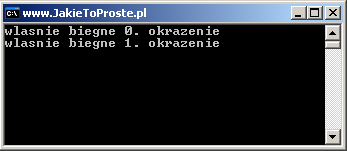 www.JakieToProste.pl
wlasnie biegne 0. okrazenie
wlasnie biegne 1. okrazenie